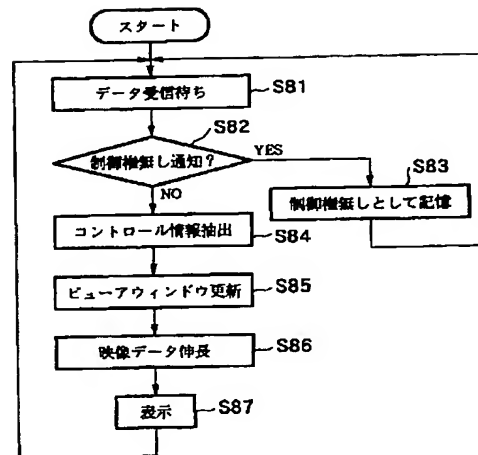 スタート
データ受信待ち
S81
S82
制御権無し通知?
YES
NO
S83
制御権無しとして記憶
コントロール情報抽出
S84
ビューアウィンドウ更新
S85
映像データ伸長
S86
表示
S87